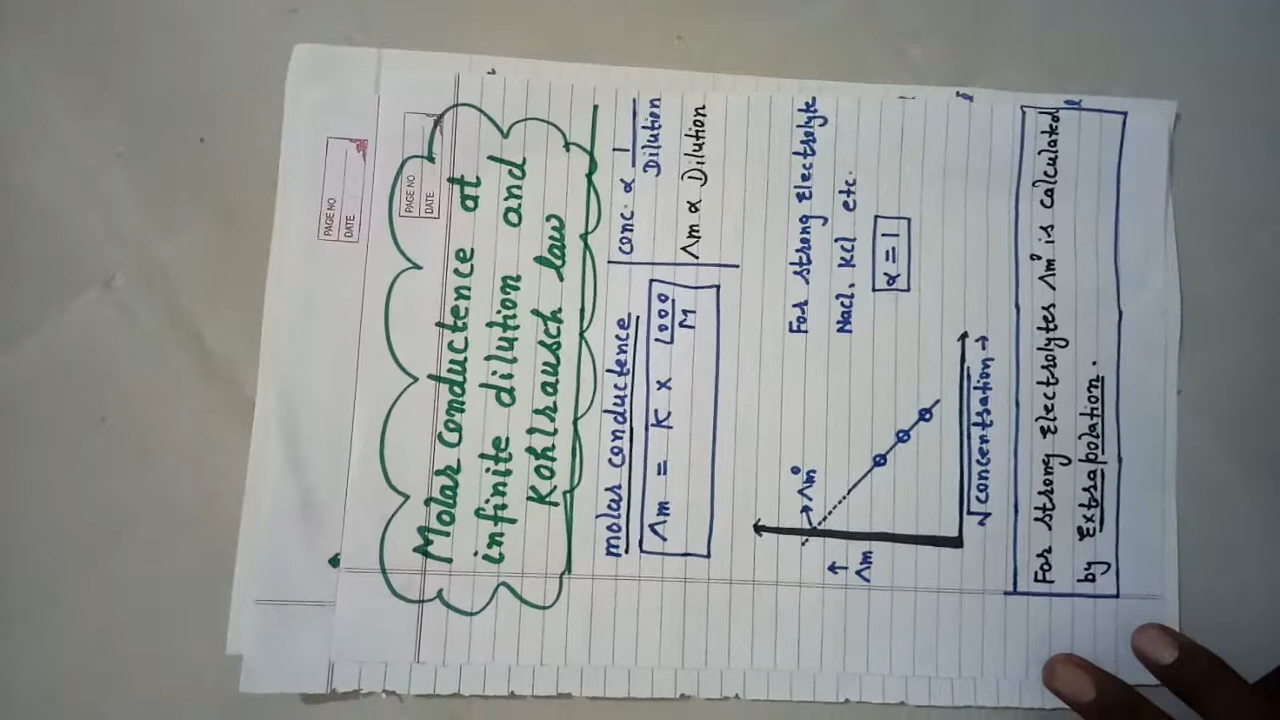 PAGE NO
DATE
PAGE NO
DATE
Molar Conductence at
infinite dilution and
Kohlrausch law
molar conductence
Λm = K × 1000
M
conc. α 1
Dilution
Λm α Dilution
→ Λm°
↑
Λm
√concentration →
For strong Electrolyte
Nacl, Kcl etc.
α = 1
For strong Electrolytes Λm° is calculated
by Extrapolation.